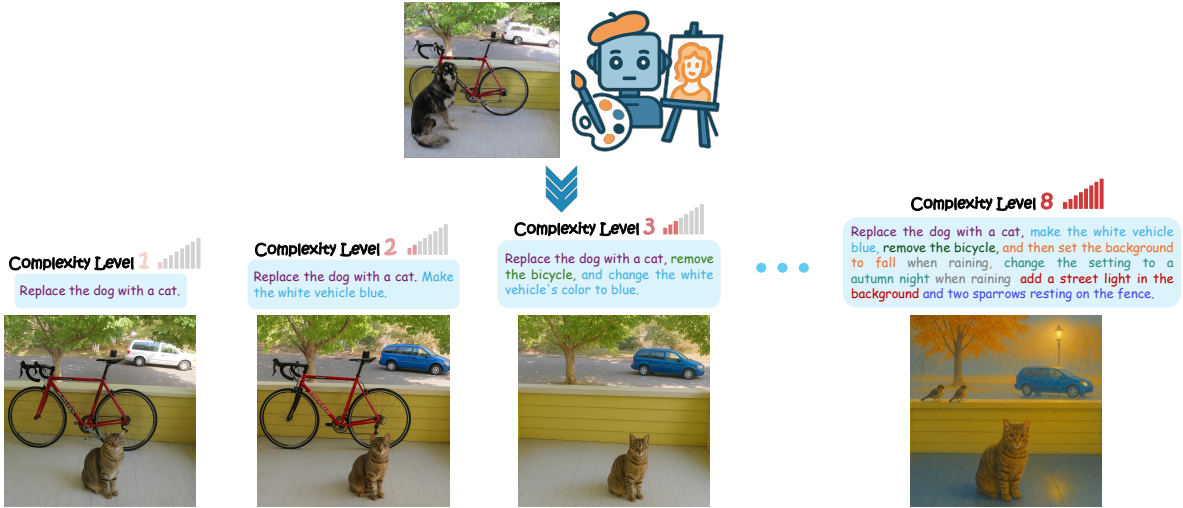 Complexity Level 1
Replace the dog with a cat.
Complexity Level 2
Replace the dog with a cat. Make
the white vehicle blue.
Complexity Level 3
Replace the dog with a cat, remove
the bicycle, and change the white
vehicle's color to blue.
Complexity Level 8
Replace the dog with a cat, make the white vehicle
blue, remove the bicycle, and then set the background
to fall when raining, change the setting to a
autumn night when raining add a street light in the
background and two sparrows resting on the fence.